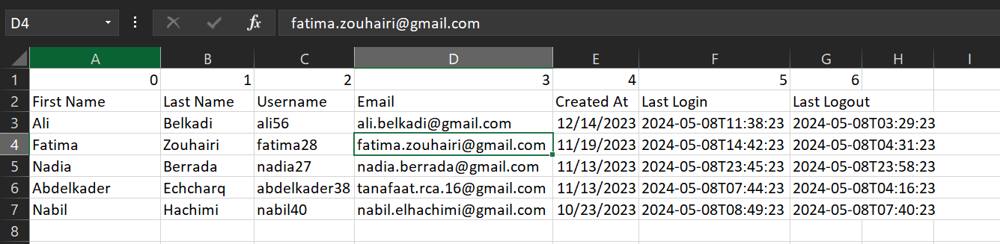 D4 fx fatima.zouhairi@gmail.com
A B C D E F G H I
1 0 1 2 3 4 5 6
2 First Name Last Name Username Email Created At Last Login Last Logout
3 Ali Belkadi ali56 ali.belkadi@gmail.com 12/14/2023 2024-05-08T11:38:23 2024-05-08T03:29:23
4 Fatima Zouhairi fatima28 fatima.zouhairi@gmail.com 11/19/2023 2024-05-08T14:42:23 2024-05-08T04:31:23
5 Nadia Berrada nadia27 nadia.berrada@gmail.com 11/13/2023 2024-05-08T23:45:23 2024-05-08T23:58:23
6 Abdelkader Echcharq abdelkader38 tanafaat.rca.16@gmail.com 11/13/2023 2024-05-08T07:44:23 2024-05-08T04:16:23
7 Nabil Hachimi nabil40 nabil.elhachimi@gmail.com 10/23/2023 2024-05-08T08:49:23 2024-05-08T07:40:23
8